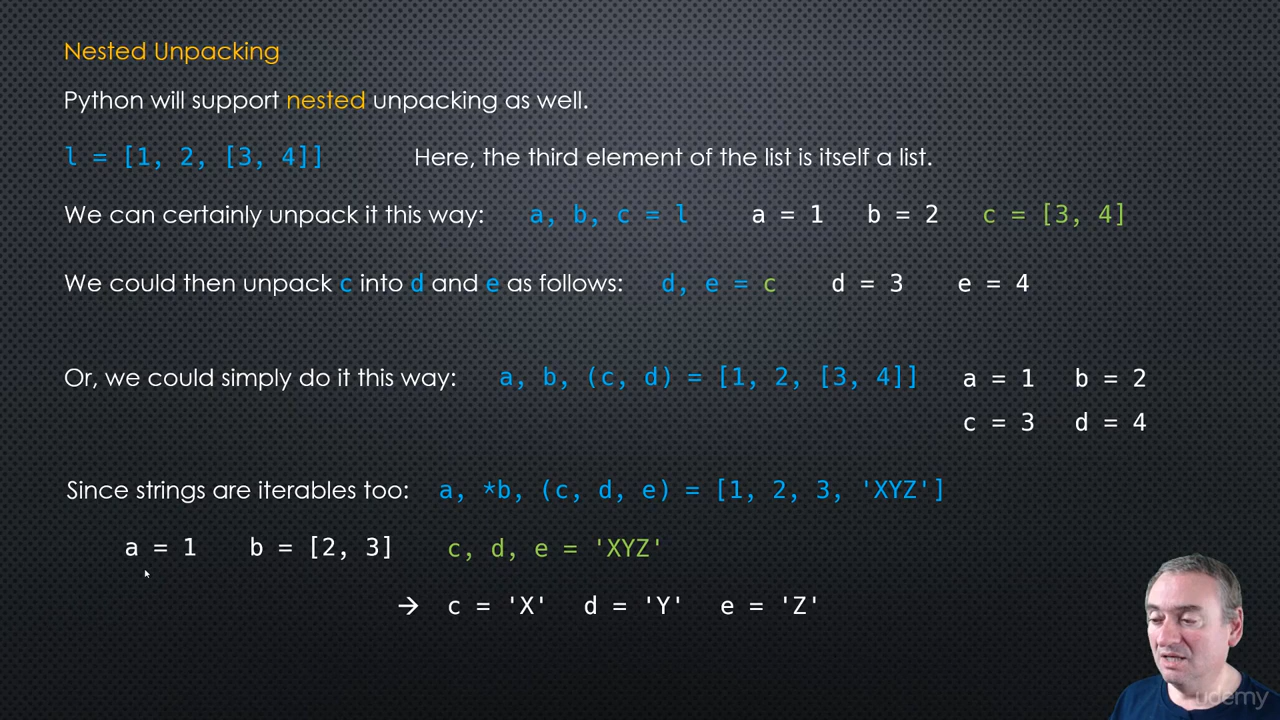 Nested Unpacking
Python will support nested unpacking as well.
l = [1, 2, [3, 4]] Here, the third element of the list is itself a list.
We can certainly unpack it this way: a, b, c = l a = 1 b = 2 c = [3, 4]
We could then unpack c into d and e as follows: d, e = c d = 3 e = 4
Or, we could simply do it this way: a, b, (c, d) = [1, 2, [3, 4]] a = 1 b = 2
c = 3 d = 4
Since strings are iterables too: a, *b, (c, d, e) = [1, 2, 3, 'XYZ']
a = 1 b = [2, 3] c, d, e = 'XYZ'
→ c = 'X' d = 'Y' e = 'Z'
udemy